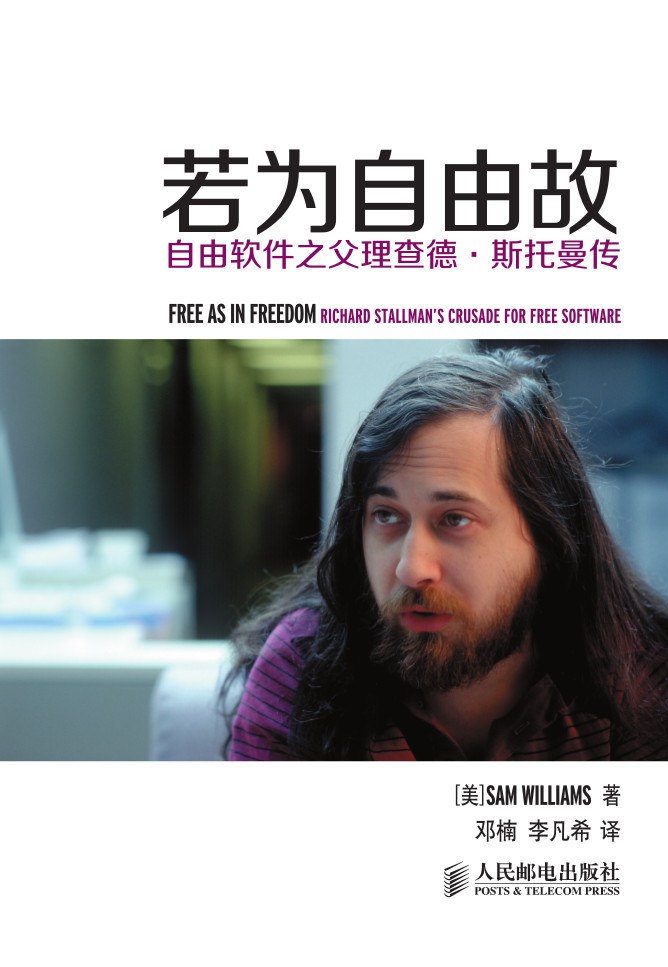 若为自由故
自由软件之父理查德·斯托曼传
FREE AS IN FREEDOM RICHARD STALLMAN'S CRUSADE FOR FREE SOFTWARE
[美]SAM WILLIAMS 著
邓楠 李凡希 译
人民邮电出版社
POSTS & TELECOM PRESS